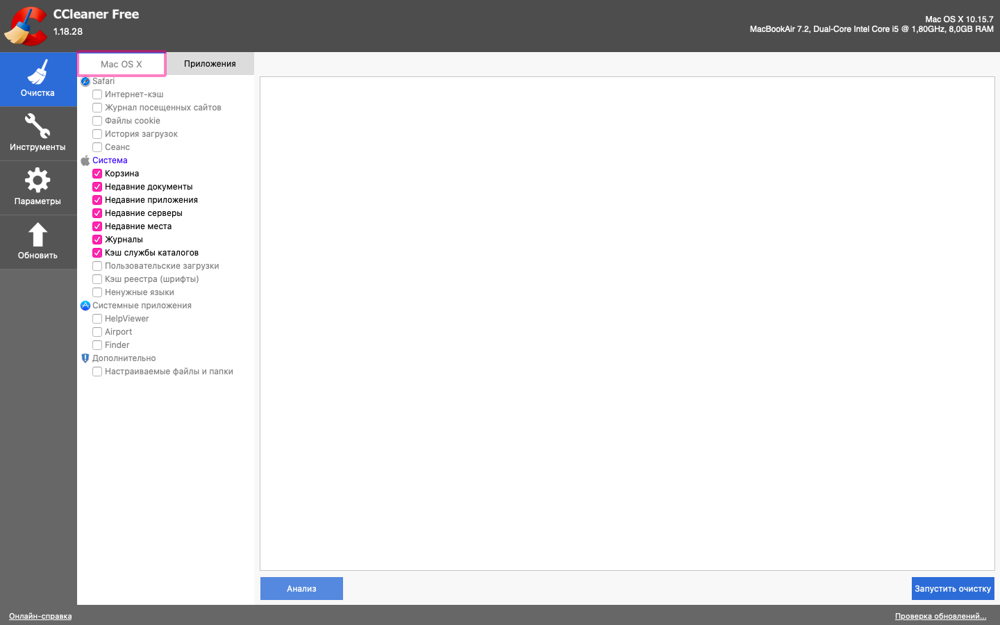 CCleaner Free
1.18.28
Mac OS X 10.15.7
MacBookAir 7.2, Dual-Core Intel Core i5 @ 1,80GHz, 8,0GB RAM
Очистка
Инструменты
Параметры
Обновить
Mac OS X
Приложения
Safari
Интернет-кэш
Журнал посещенных сайтов
Файлы cookie
История загрузок
Сеанс
Система
Корзина
Недавние документы
Недавние приложения
Недавние серверы
Недавние места
Журналы
Кэш службы каталогов
Пользовательские загрузки
Кэш реестра (шрифты)
Ненужные языки
Системные приложения
HelpViewer
Airport
Finder
Дополнительно
Настраиваемые файлы и папки
Анализ
Запустить очистку
Онлайн-справка
Проверка обновлений...